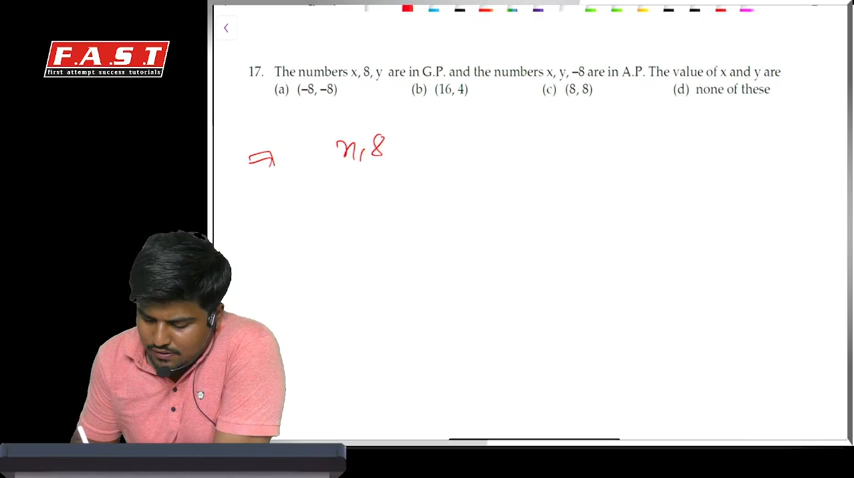 F.A.S.T
first attempt success tutorials
17. The numbers x, 8, y are in G.P. and the numbers x, y, –8 are in A.P. The value of x and y are
(a) (–8, –8) (b) (16, 4) (c) (8, 8) (d) none of these
⇒ x, 8